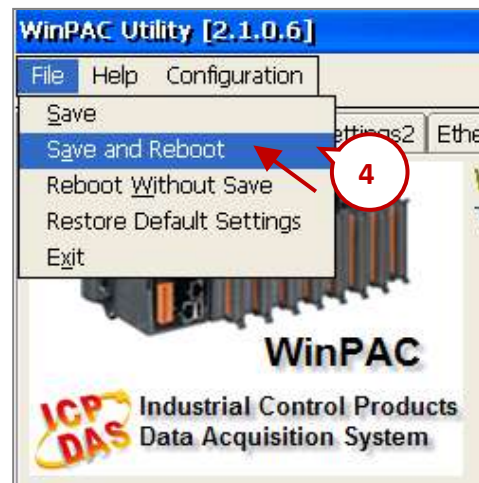 WinPAC Utility [2.1.0.6]
File Help Configuration
Save
Save and Reboot
Reboot Without Save
Restore Default Settings
Exit
ettings2 Ethe
4
WinPAC
ICP DAS
Industrial Control Products
Data Acquisition System